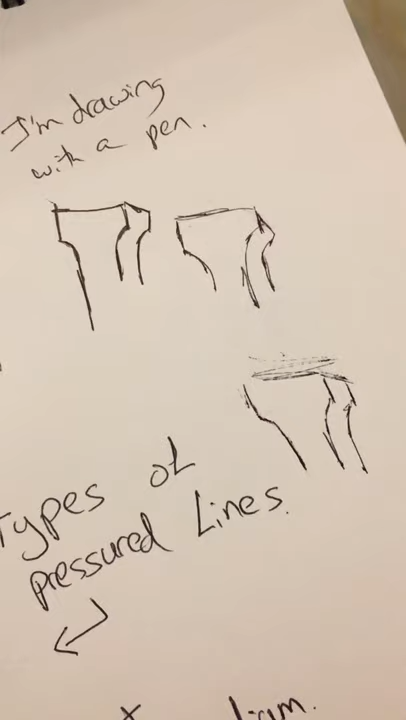 I'm drawing
with a pen.
Types of
pressured Lines.